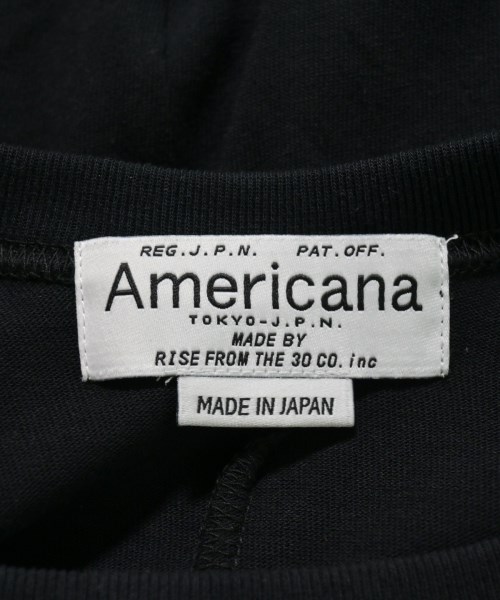 REG.J.P.N. PAT.OFF.
Americana
TOKYO-J.P.N.
MADE BY
RISE FROM THE 30 CO.inc
MADE IN JAPAN